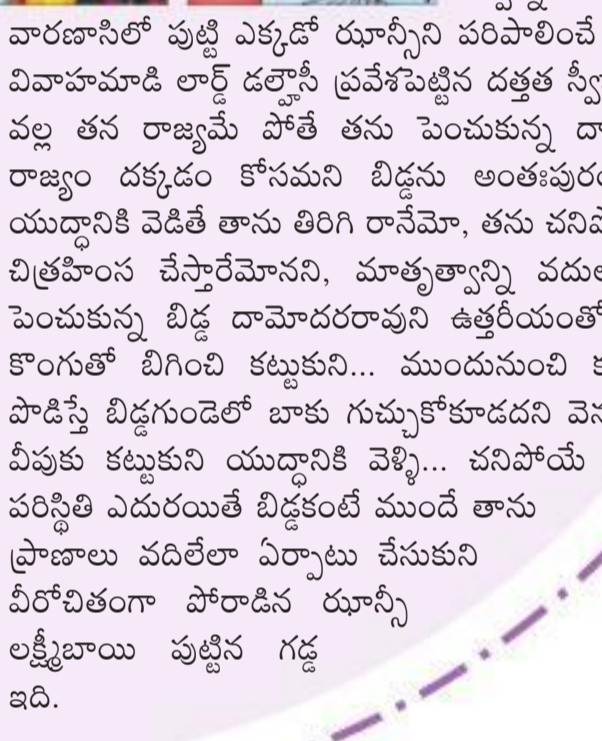 వారణాసిలో పుట్టి ఎక్కడో ఝాన్సీని పరిపాలించే
వివాహమాడి లార్డ్ డల్హౌసీ ప్రవేశపెట్టిన దత్తత
వల్ల తన రాజ్యమే పోతే తను పెంచుకున్న
రాజ్యం దక్కడం కోసమని బిడ్డను
యుద్ధానికి వెడితే తాను తిరిగి రానేమో, తను
చిత్రహింస చేస్తారేమోనని, మాతృత్వాన్ని
పెంచుకున్న బిడ్డ దామోదరరావుని ఉత్తరీయంతో
కొంగుతో బిగించి కట్టుకుని... ముందునుంచి
పొడిస్తే బిడ్డగుండెలో బాకు గుచ్చుకోకూడదని
వీపుకు కట్టుకుని యుద్ధానికి వెళ్ళి... చనిపోయే
పరిస్థితి ఎదురయితే బిడ్డకంటే ముందే తాను
ప్రాణాలు వదిలేలా ఏర్పాటు చేసుకుని
వీరోచితంగా పోరాడిన ఝాన్సీ
లక్ష్మీబాయి పుట్టిన గడ్డ
ఇది.